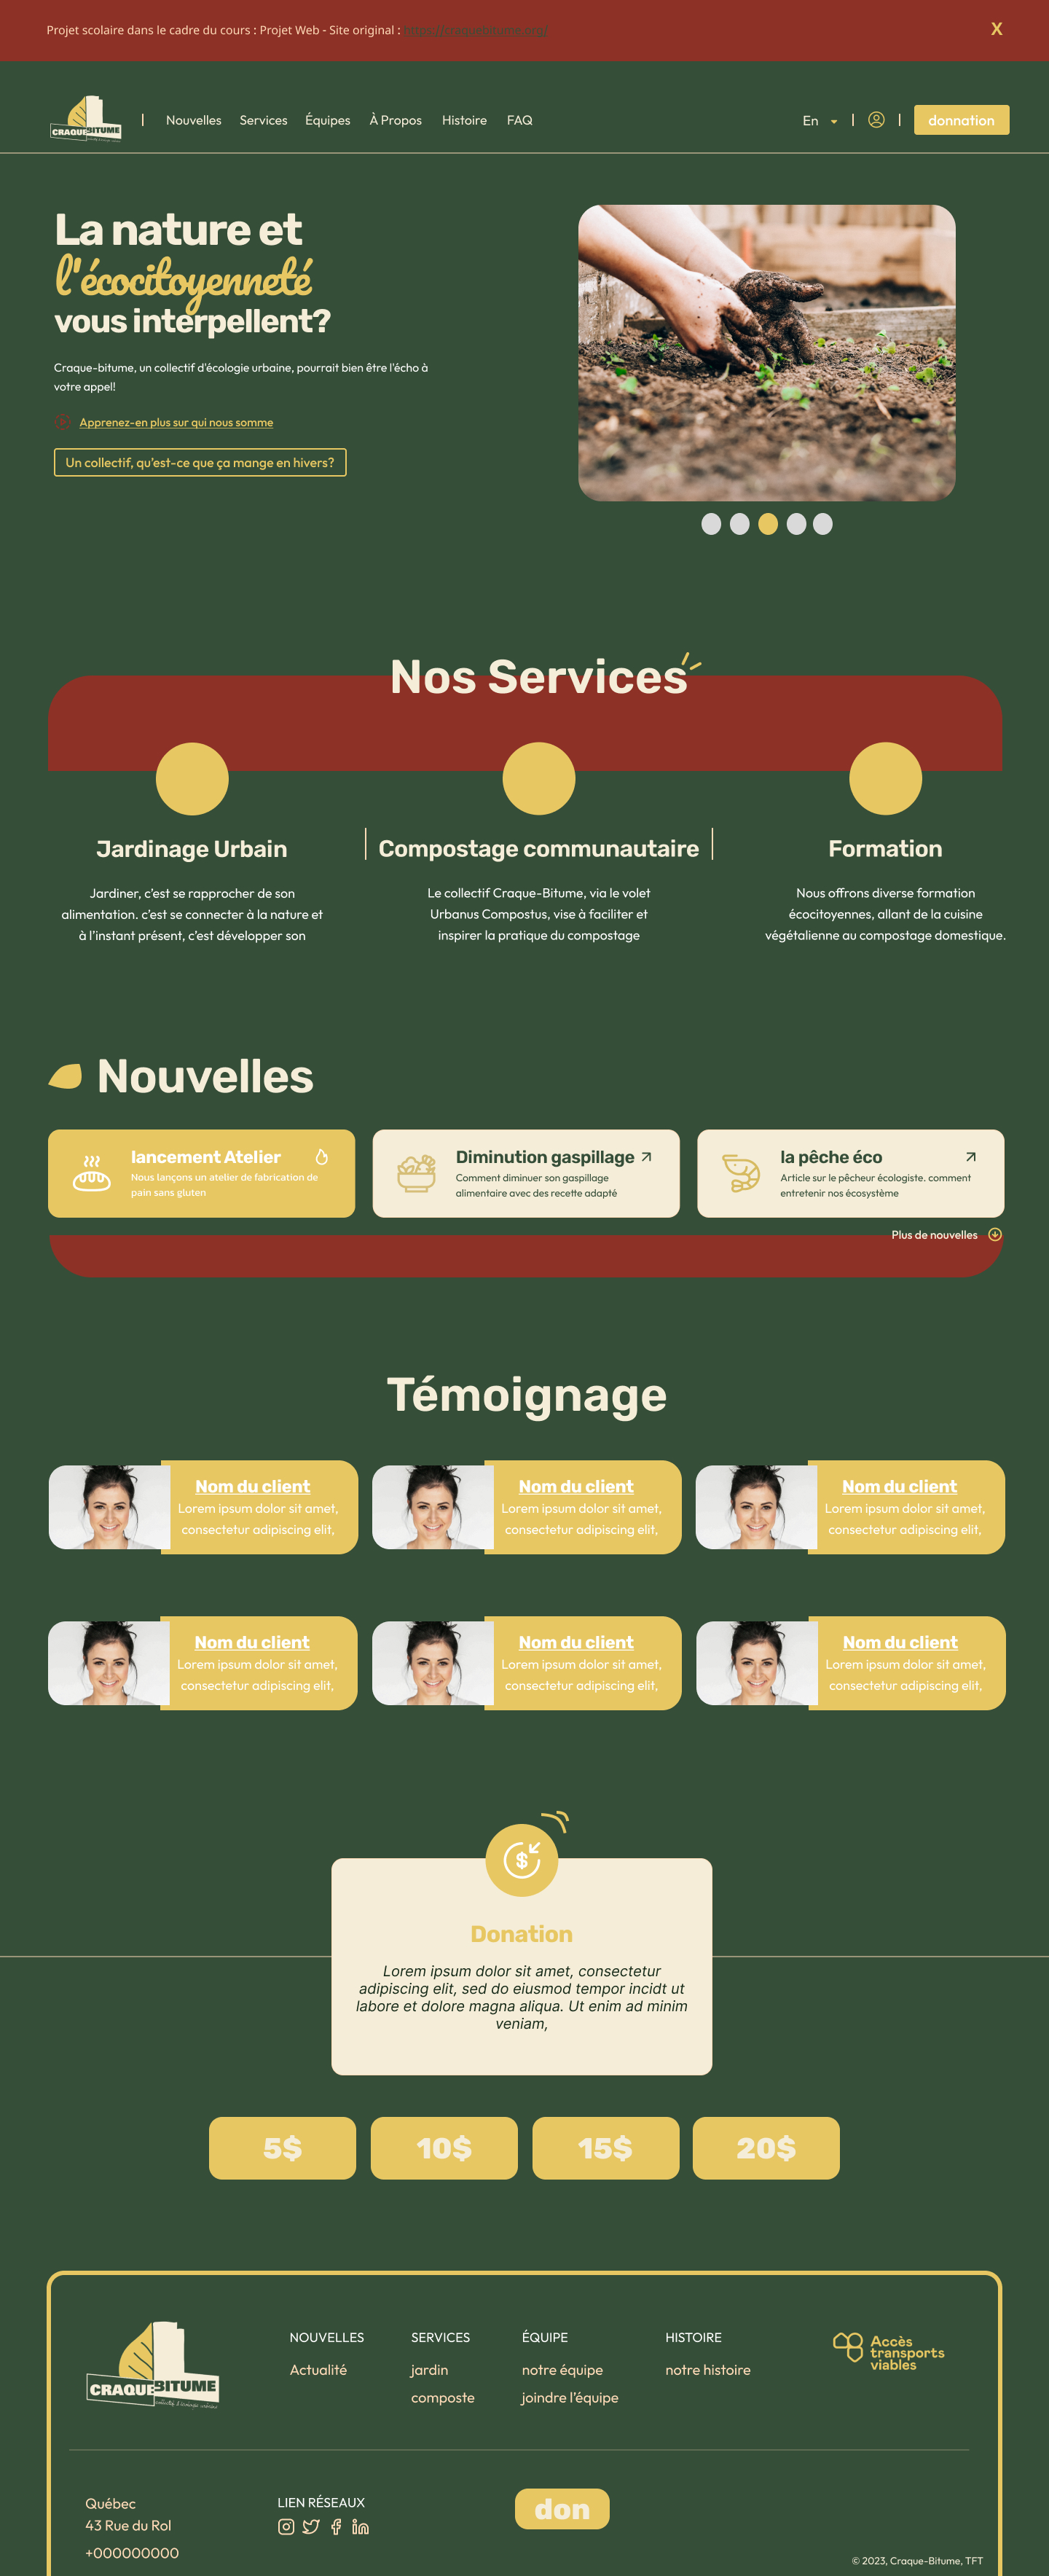 Projet scolaire dans le cadre du cours : Projet Web - Site original : https://craquebitume.org/
X
CRAQUEBITUME
Nouvelles Services Équipes À Propos Histoire FAQ En donnation
La nature et
l'écocitoyenneté
vous interpellent?
Craque-bitume, un collectif d'écologie urbaine, pourrait bien être l'écho à
votre appel!
Apprenez-en plus sur qui nous somme
Un collectif, qu'est-ce que ça mange en hivers?
Nos Services
Jardinage Urbain
Jardiner, c'est se rapprocher de son
alimentation. c'est se connecter à la nature et
à l'instant présent, c'est développer son
Compostage communautaire
Le collectif Craque-Bitume, via le volet
Urbanus Compostus, vise à faciliter et
inspirer la pratique du compostage
Formation
Nous offrons diverse formation
écocitoyennes, allant de la cuisine
végétalienne au compostage domestique.
Nouvelles
lancement Atelier
Nous lançons un atelier de fabrication de
pain sans gluten
Diminution gaspillage
Comment diminuer son gaspillage
alimentaire avec des recette adapté
la pêche éco
Article sur le pêcheur écologiste. comment
entretenir nos écosystème
Plus de nouvelles
Témoignage
Nom du client
Lorem ipsum dolor sit amet,
consectetur adipiscing elit,
Nom du client
Lorem ipsum dolor sit amet,
consectetur adipiscing elit,
Nom du client
Lorem ipsum dolor sit amet,
consectetur adipiscing elit,
Nom du client
Lorem ipsum dolor sit amet,
consectetur adipiscing elit,
Nom du client
Lorem ipsum dolor sit amet,
consectetur adipiscing elit,
Nom du client
Lorem ipsum dolor sit amet,
consectetur adipiscing elit,
$
Donation
Lorem ipsum dolor sit amet, consectetur
adipiscing elit, sed do eiusmod tempor incidt ut
labore et dolore magna aliqua. Ut enim ad minim
veniam,
5$ 10$ 15$ 20$
CRAQUEBITUME
collectif d'écologie urbaine
NOUVELLES
Actualité
SERVICES
jardin
composte
ÉQUIPE
notre équipe
joindre l'équipe
HISTOIRE
notre histoire
Accès
transports
viables
Québec
43 Rue du Rol
+000000000
LIEN RÉSEAUX
don
© 2023, Craque-Bitume, TFT